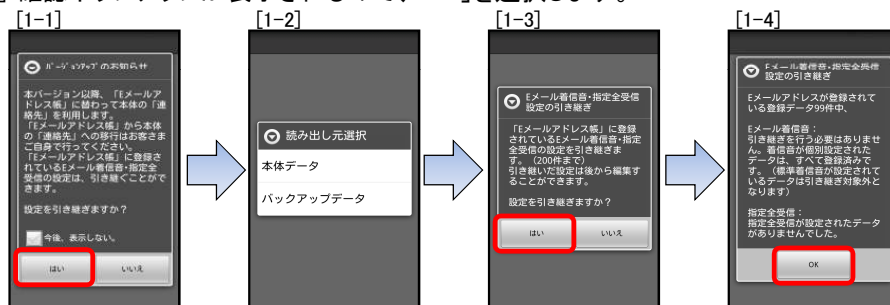 [1-1]
バージョンアップのお知らせ
本バージョン以降、「Eメールア
ドレス帳」に替わって本体の「連
絡先」を利用します。
「Eメールアドレス帳」から本体
の「連絡先」への移行はお客さま
ご自身で行ってください。
「Eメールアドレス帳」に登録さ
れているEメール着信音・指定全
受信の設定は、引き継ぐことがで
きます。
設定を引き継ぎますか?
今後、表示しない。
はい
いいえ
[1-2]
読み出し元選択
本体データ
バックアップデータ
[1-3]
Eメール着信音・指定全受信
設定の引き継ぎ
「Eメールアドレス帳」に登録
されているEメール着信音・指定
全受信の設定を引き継ぎま
す。(200件まで)
引き継いだ設定は後から編集す
ることができます。
設定を引き継ぎますか?
はい
いいえ
[1-4]
Eメール着信音・指定全受信
設定の引き継ぎ
Eメールアドレスが登録されて
いる登録データ99件中、
Eメール着信音:
引き継ぎを行う必要はありませ
ん。着信音が個別設定された
データは、すべて登録済みで
す。(標準着信音が設定されて
いるデータは引き継ぎ対象外と
なります)
指定全受信:
指定全受信が設定されたデータ
がありませんでした。
OK